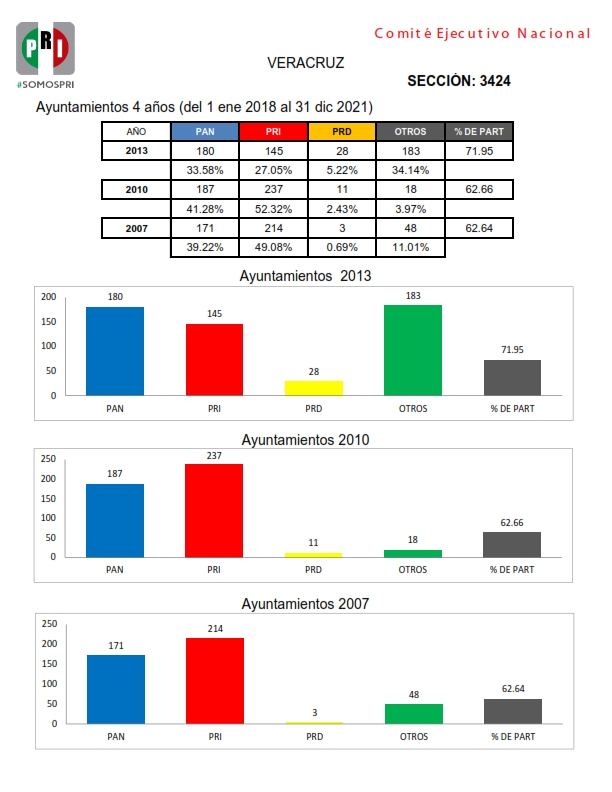 Comité Ejecutivo Nacional
PRI
#SOMOSPRI
VERACRUZ
SECCIÓN: 3424
Ayuntamientos 4 años (del 1 ene 2018 al 31 dic 2021)
AÑO PAN PRI PRD OTROS % DE PART
2013 180 145 28 183 71.95
33.58% 27.05% 5.22% 34.14%
2010 187 237 11 18 62.66
41.28% 52.32% 2.43% 3.97%
2007 171 214 3 48 62.64
39.22% 49.08% 0.69% 11.01%
Ayuntamientos 2013
200
150
100
50
0
180
145
28
183
71.95
PAN PRI PRD OTROS % DE PART
Ayuntamientos 2010
250
200
150
100
50
0
187
237
11
18
62.66
PAN PRI PRD OTROS % DE PART
Ayuntamientos 2007
250
200
150
100
50
0
171
214
3
48
62.64
PAN PRI PRD OTROS % DE PART